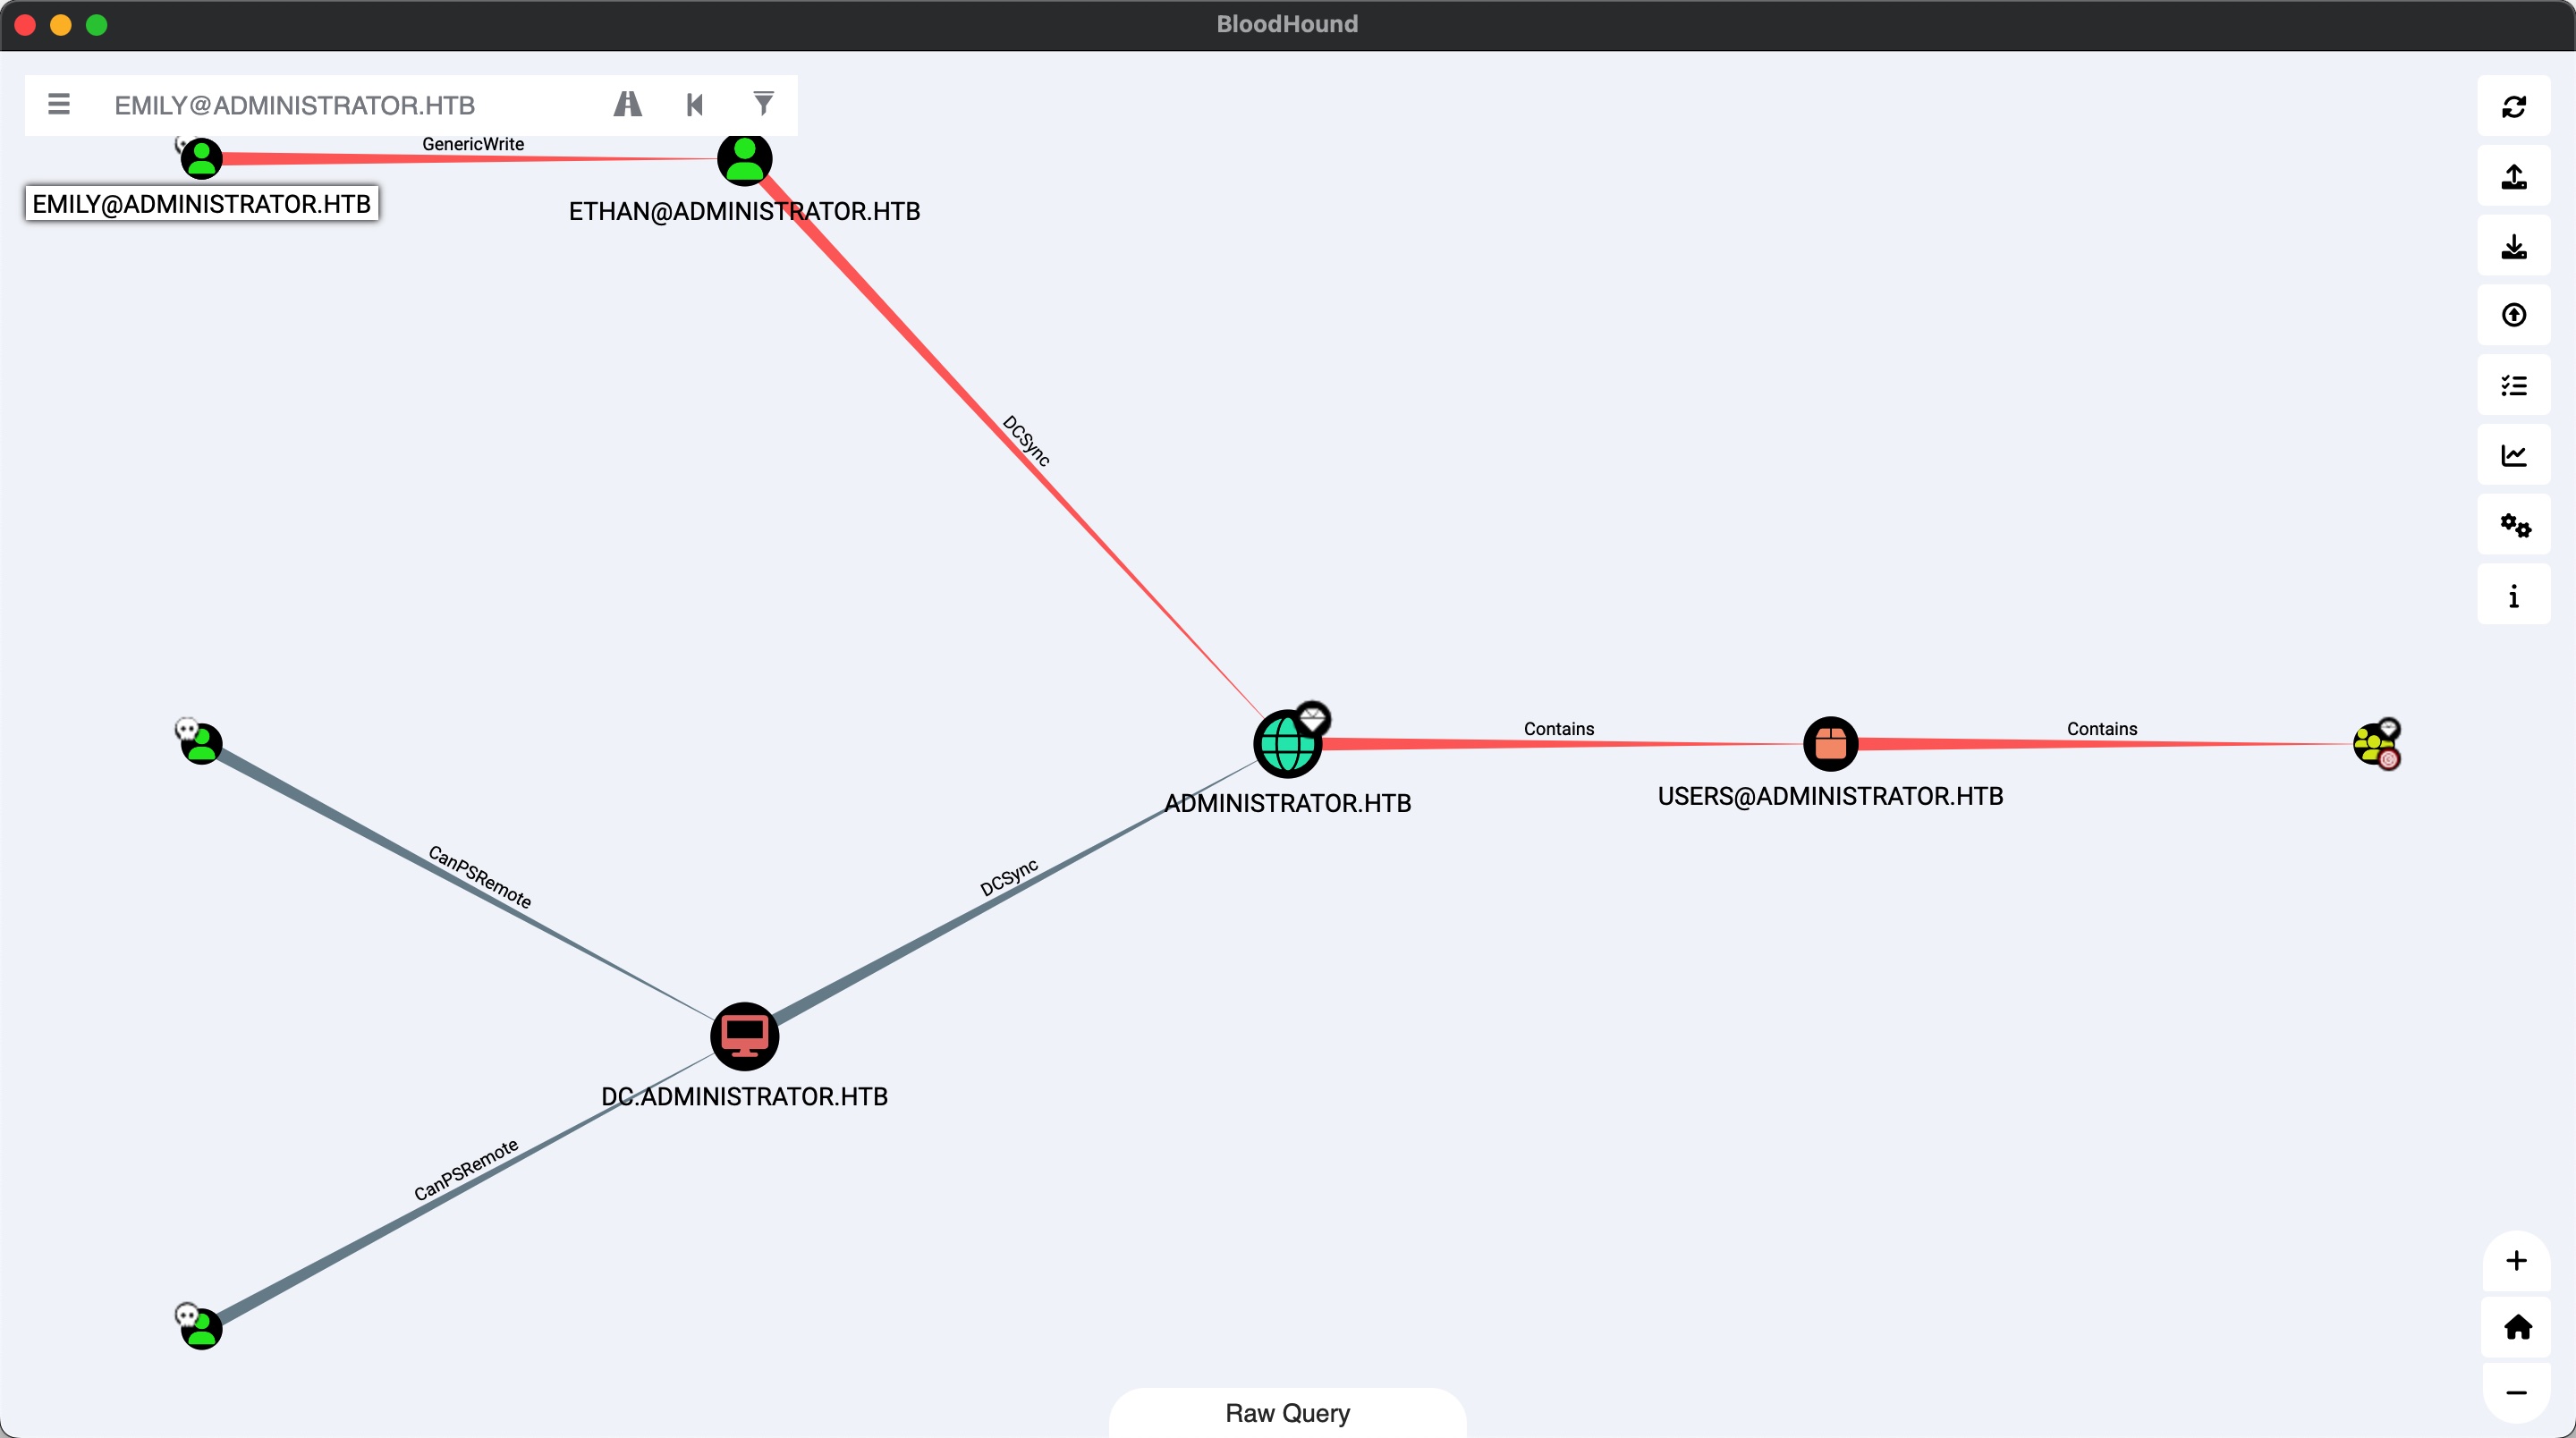 BloodHound
EMILY@ADMINISTRATOR.HTB
GenericWrite
EMILY@ADMINISTRATOR.HTB
ETHAN@ADMINISTRATOR.HTB
DCSync
Contains
Contains
ADMINISTRATOR.HTB
USERS@ADMINISTRATOR.HTB
CanPSRemote
DCSync
DC.ADMINISTRATOR.HTB
CanPSRemote
Raw Query